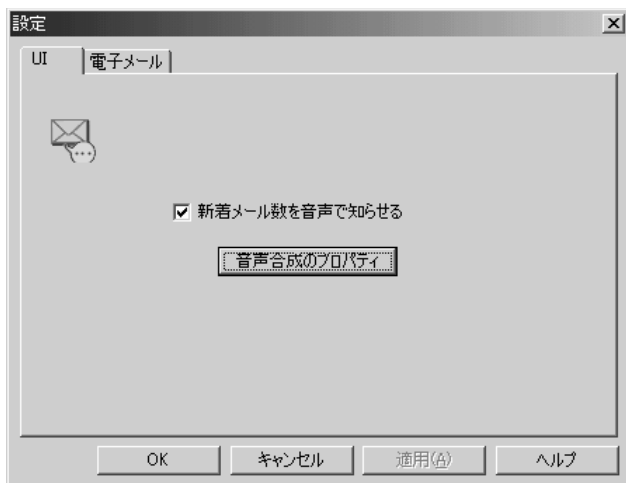 設定
UI
電子メール
新着メール数を音声で知らせる
音声合成のプロパティ
OK
キャンセル
適用(A)
ヘルプ